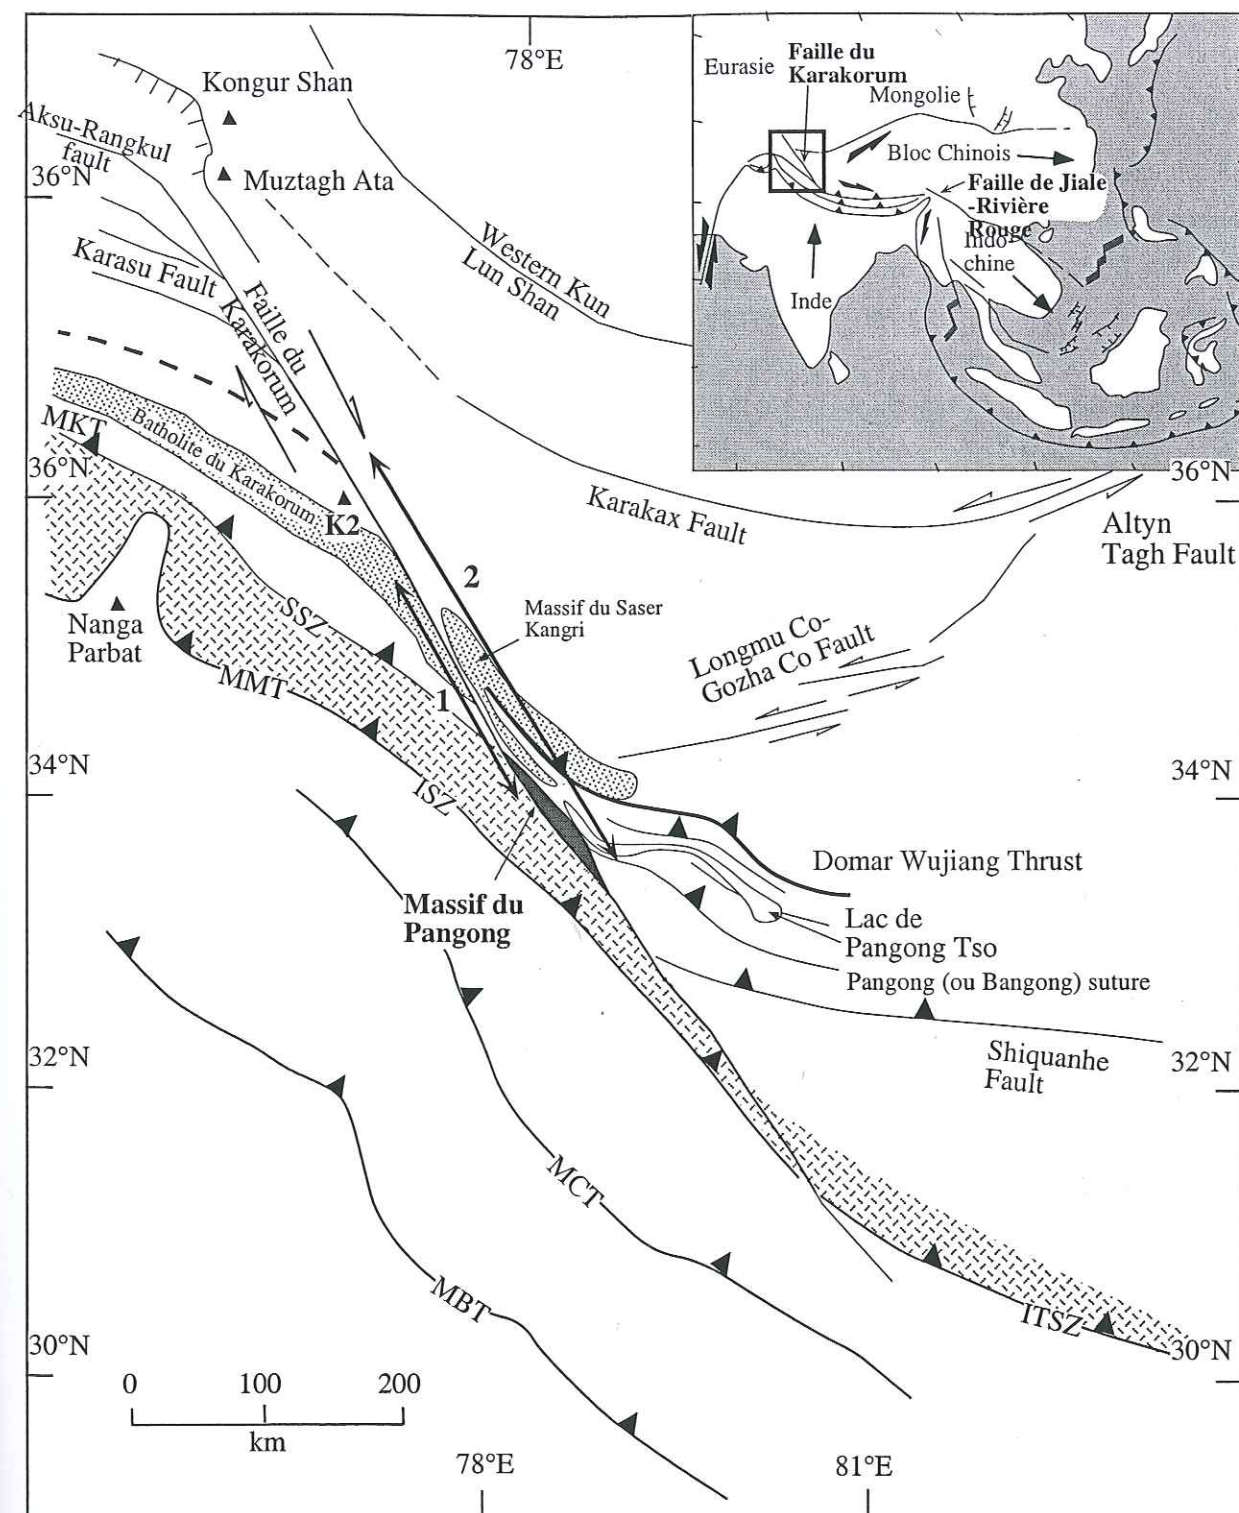 78°E
Kongur Shan
Aksu-Rangkul
fault
36°N
Muztagh Ata
Western Kun
Lun Shan
Karasu Fault
Faille du
Karakorum
Eurasie
Faille du
Karakorum
Mongolie
Bloc Chinois
Faille de Jiale
-Rivière
Rouge
Indo
chine
Inde
MKT
Batholite du Karakorum
36°N
K2
Karakax Fault
36°N
Altyn
Tagh Fault
2
Massif du Saser
Kangri
SSZ
Nanga
Parbat
MMT
1
Longmu Co-
Gozha Co Fault
34°N
34°N
ISZ
Domar Wujiang Thrust
Massif du
Pangong
Lac de
Pangong Tso
Pangong (ou Bangong) suture
32°N
Shiquanhe
Fault
32°N
MCT
MBT
ITSZ
30°N
30°N
0 100 200
km
78°E
81°E